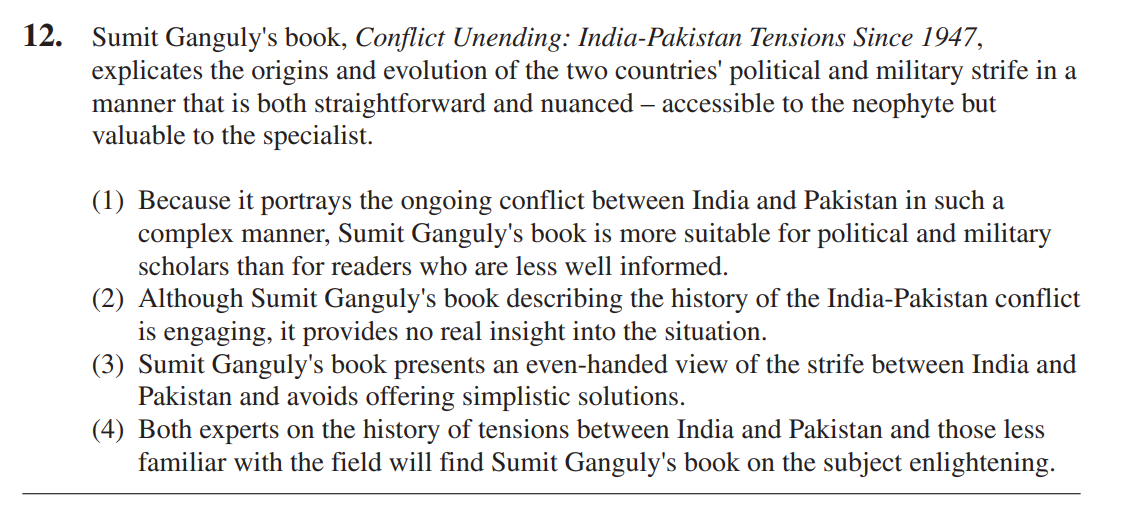 12. Sumit Ganguly's book, Conflict Unending: India-Pakistan Tensions Since 1947,
explicates the origins and evolution of the two countries' political and military strife in a
manner that is both straightforward and nuanced – accessible to the neophyte but
valuable to the specialist.
(1) Because it portrays the ongoing conflict between India and Pakistan in such a
complex manner, Sumit Ganguly's book is more suitable for political and military
scholars than for readers who are less well informed.
(2) Although Sumit Ganguly's book describing the history of the India-Pakistan conflict
is engaging, it provides no real insight into the situation.
(3) Sumit Ganguly's book presents an even-handed view of the strife between India and
Pakistan and avoids offering simplistic solutions.
(4) Both experts on the history of tensions between India and Pakistan and those less
familiar with the field will find Sumit Ganguly's book on the subject enlightening.